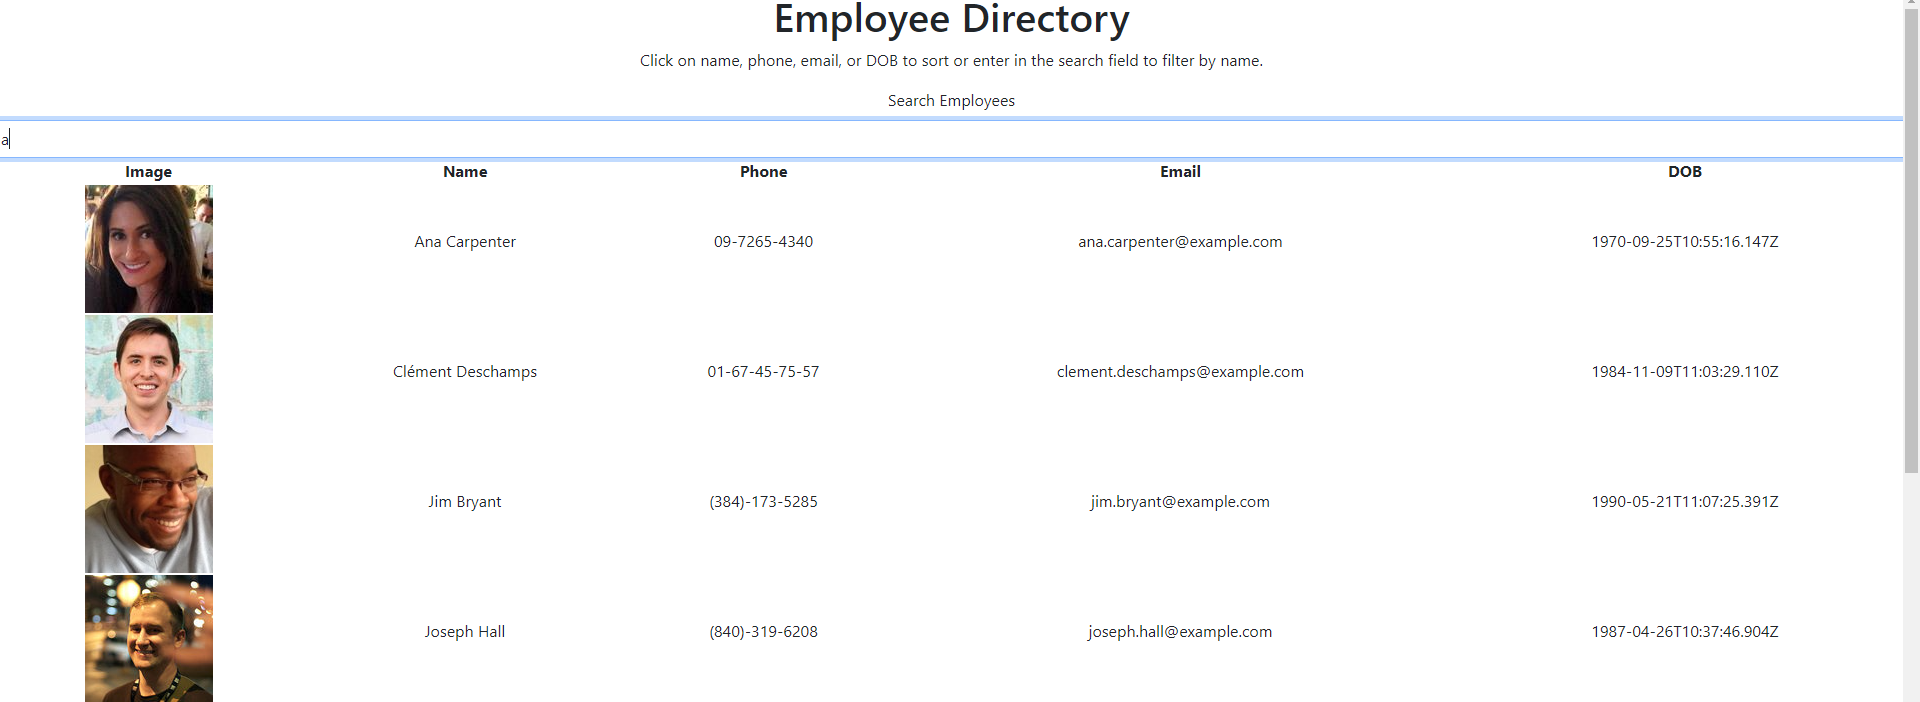 Employee Directory
Click on name, phone, email, or DOB to sort or enter in the search field to filter by name.
Search Employees
a
Image Name Phone Email DOB
Ana Carpenter 09-7265-4340 ana.carpenter@example.com 1970-09-25T10:55:16.147Z
Clément Deschamps 01-67-45-75-57 clement.deschamps@example.com 1984-11-09T11:03:29.110Z
Jim Bryant (384)-173-5285 jim.bryant@example.com 1990-05-21T11:07:25.391Z
Joseph Hall (840)-319-6208 joseph.hall@example.com 1987-04-26T10:37:46.904Z